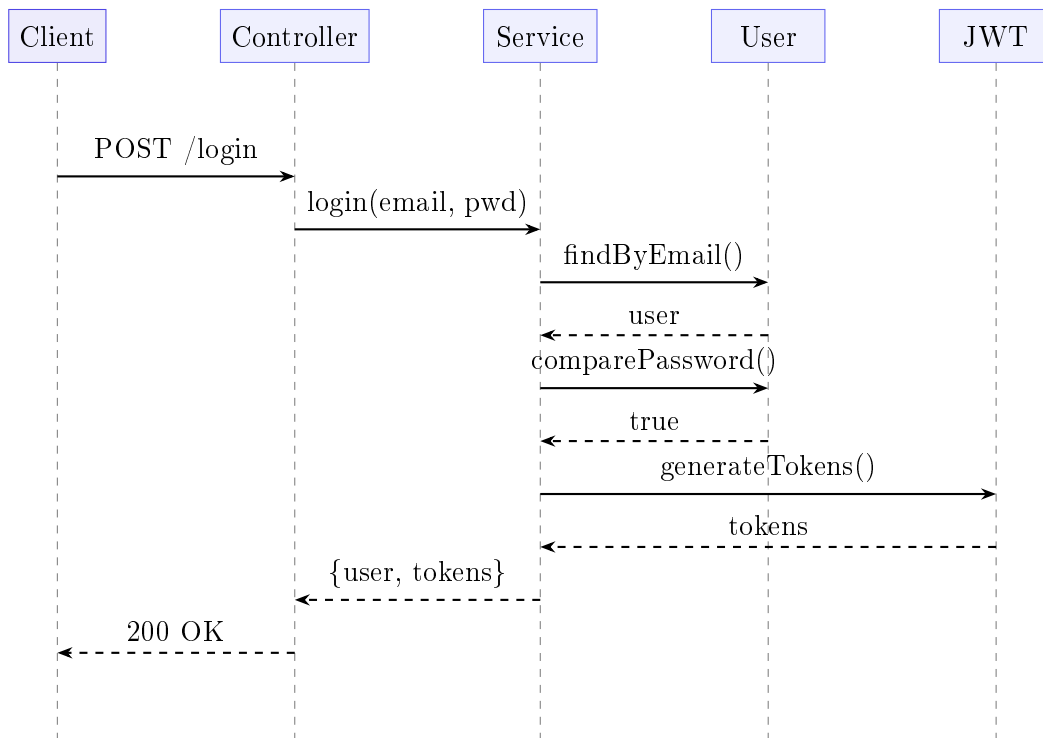 Client Controller Service User JWT
POST /login
login(email, pwd)
findByEmail()
user
comparePassword()
true
generateTokens()
tokens
{user, tokens}
200 OK